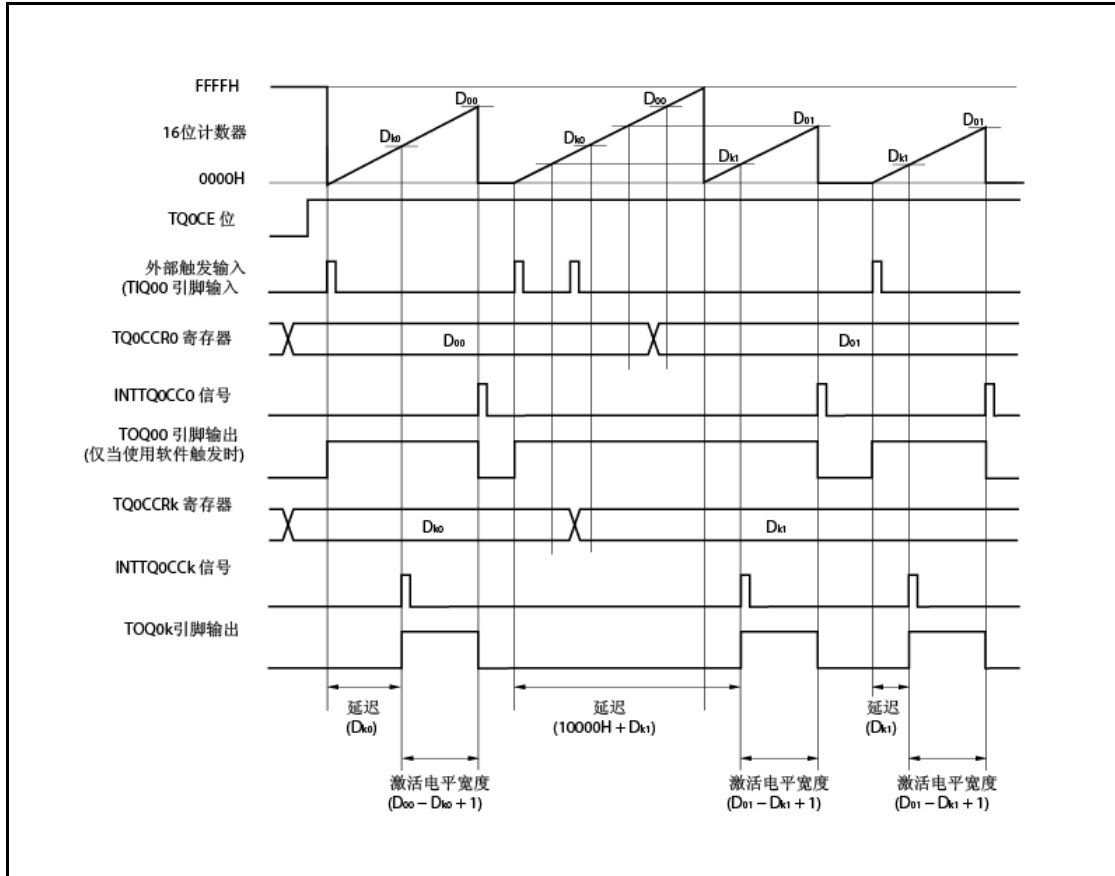 FFFFH
D00
D00
16位计数器
Dk0
Dk0
D01
D01
Dk1
Dk1
0000H
TQ0CE 位
外部触发输入
(TIQ00 引脚输入
TQ0CCR0 寄存器
D00
D01
INTTQ0CC0 信号
TOQ00 引脚输出
(仅当使用软件触发时)
TQ0CCRk 寄存器
Dk0
Dk1
INTTQ0CCk 信号
TOQ0k引脚输出
延迟
(Dk0)
延迟
(10000H + Dk1)
延迟
(Dk1)
激活电平宽度
(D00 – Dk0 + 1)
激活电平宽度
(D01 – Dk1 + 1)
激活电平宽度
(D01 – Dk1 + 1)